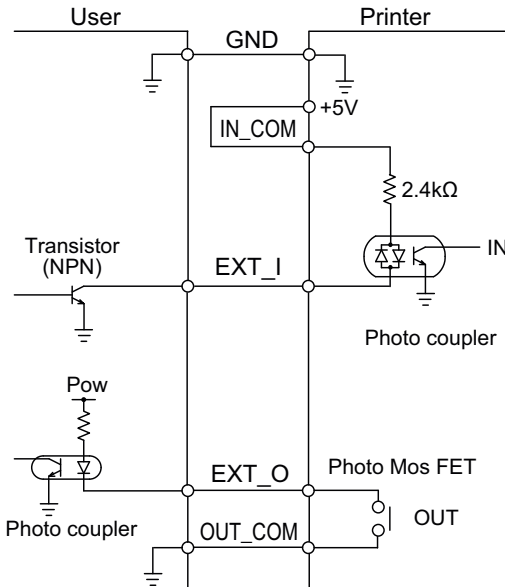 User
Printer
GND
+5V
IN_COM
2.4kΩ
Transistor
(NPN)
EXT_I
IN
Photo coupler
Pow
EXT_O
Photo Mos FET
OUT
Photo coupler
OUT_COM